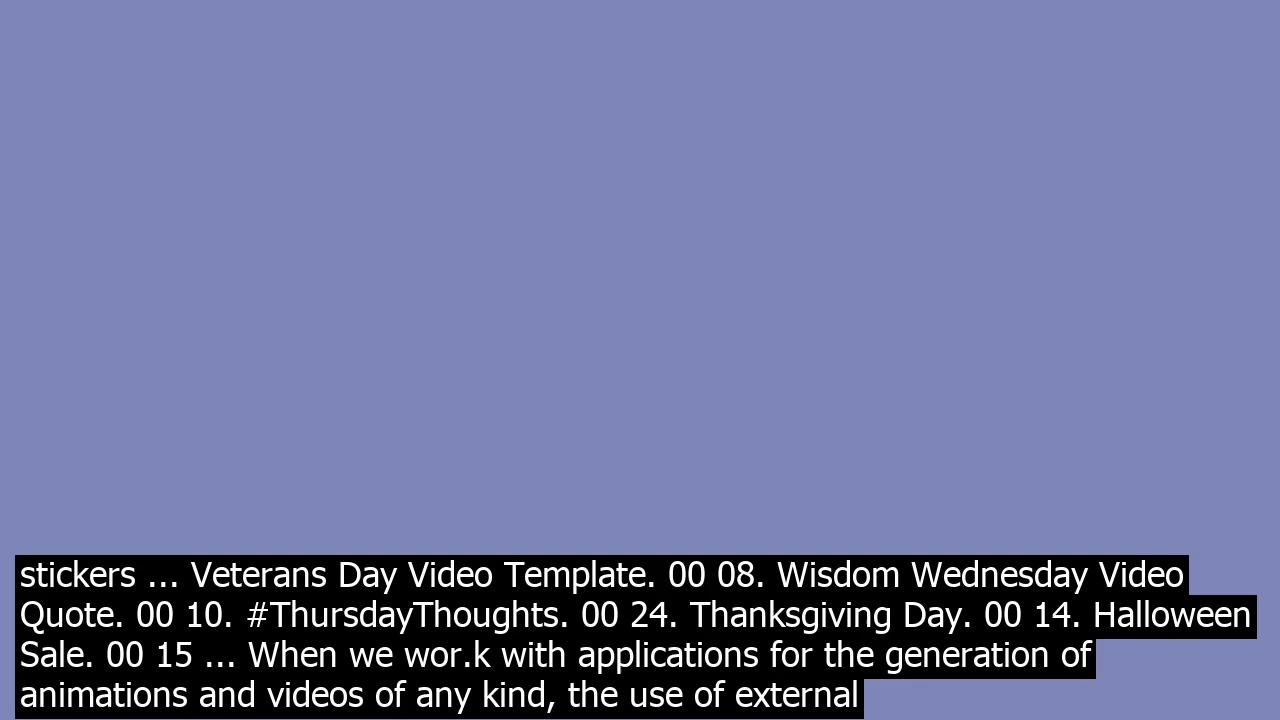 stickers ... Veterans Day Video Template. 00 08. Wisdom Wednesday Video
Quote. 00 10. #ThursdayThoughts. 00 24. Thanksgiving Day. 00 14. Halloween
Sale. 00 15 ... When we wor.k with applications for the generation of
animations and videos of any kind, the use of external